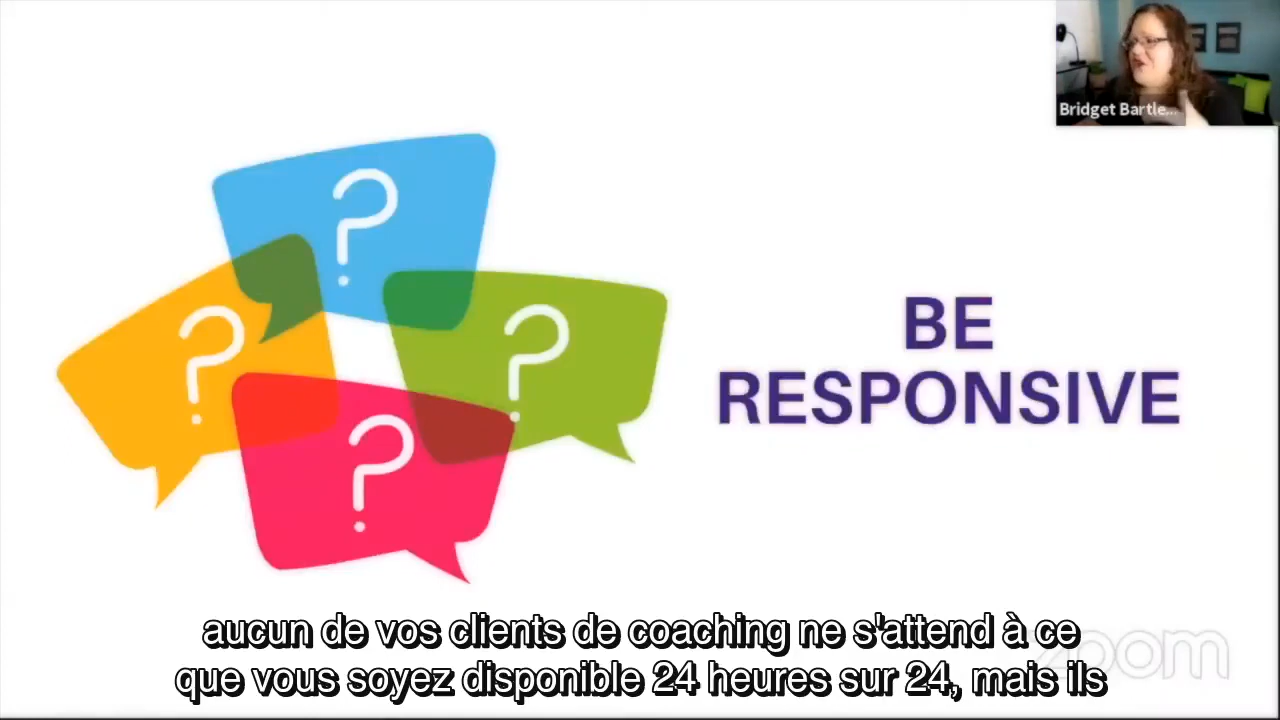 Bridget Bartle...
?
?
?
?
BE
RESPONSIVE
aucun de vos clients de coaching ne s'attend à ce
que vous soyez disponible 24 heures sur 24, mais ils
zoom